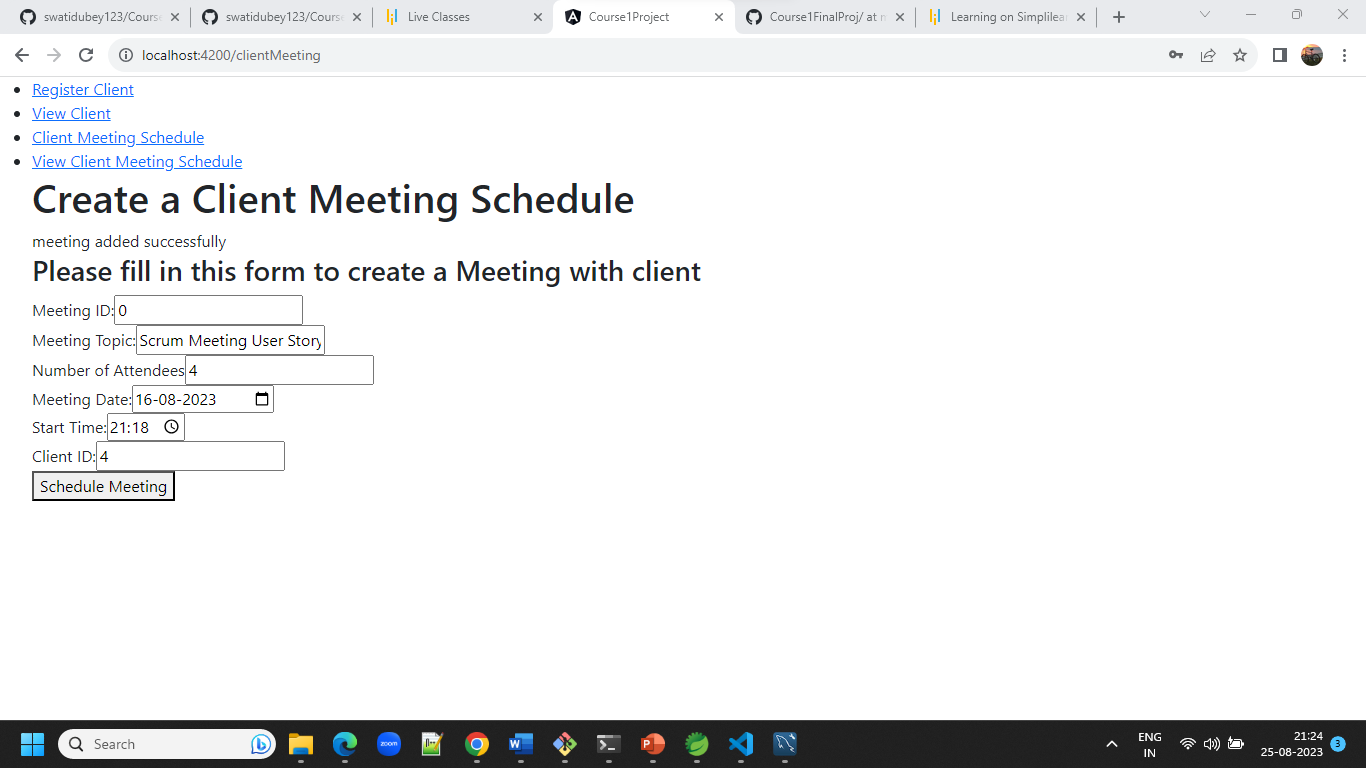 swatidubey123/Course
swatidubey123/Course
Live Classes
Course1Project
Course1FinalProj/ at m
Learning on Simplilear
localhost:4200/clientMeeting
Register Client
View Client
Client Meeting Schedule
View Client Meeting Schedule
Create a Client Meeting Schedule
meeting added successfully
Please fill in this form to create a Meeting with client
Meeting ID:0
Meeting Topic:Scrum Meeting User Story
Number of Attendees4
Meeting Date:16-08-2023
Start Time:21:18
Client ID:4
Schedule Meeting
Search
zoom
ENG
IN
21:24
25-08-2023
3